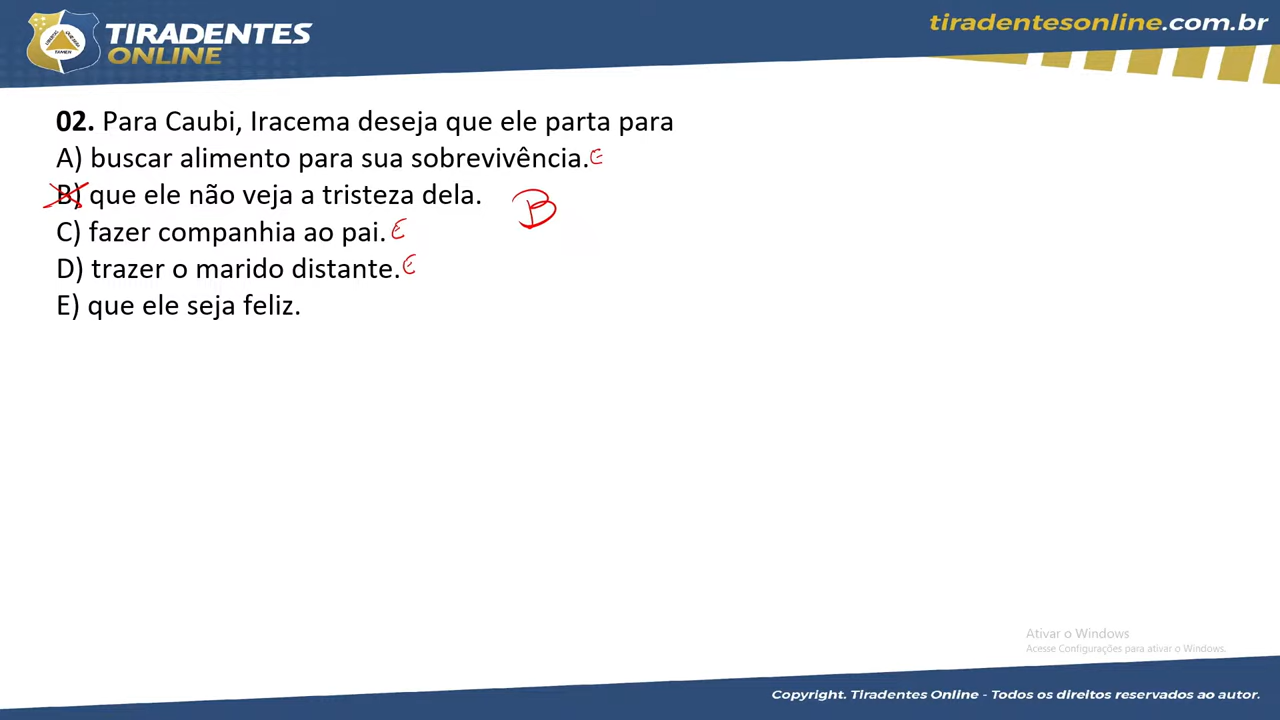 TIRADENTES
ONLINE
tiradentesonline.com.br
02. Para Caubi, Iracema deseja que ele parta para
A) buscar alimento para sua sobrevivência. E
B) que ele não veja a tristeza dela.
B
C) fazer companhia ao pai. E
D) trazer o marido distante. E
E) que ele seja feliz.
Ativar o Windows
Acesse Configurações para ativar o Windows.
Copyright. Tiradentes Online - Todos os direitos reservados ao autor.